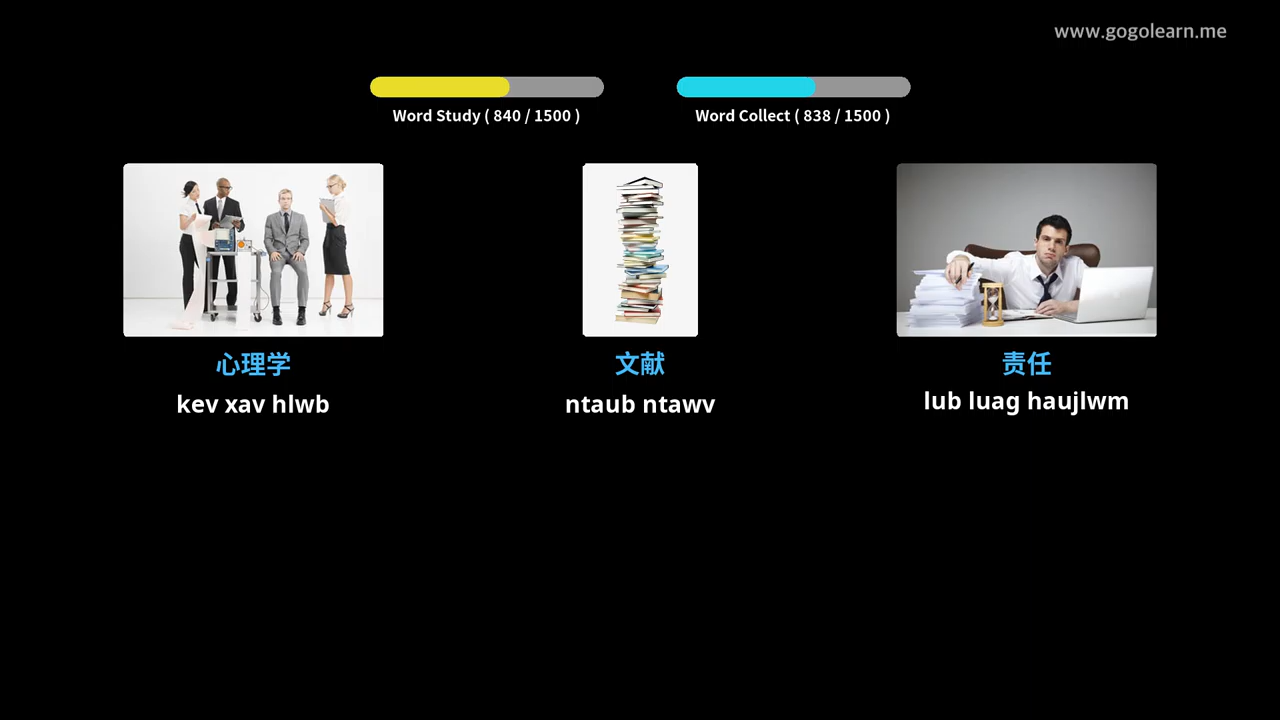 www.gogolearn.me
Word Study ( 840 / 1500 )
Word Collect ( 838 / 1500 )
心理学
文献
责任
kev xav hlwb
ntaub ntawv
lub luag haujlwm